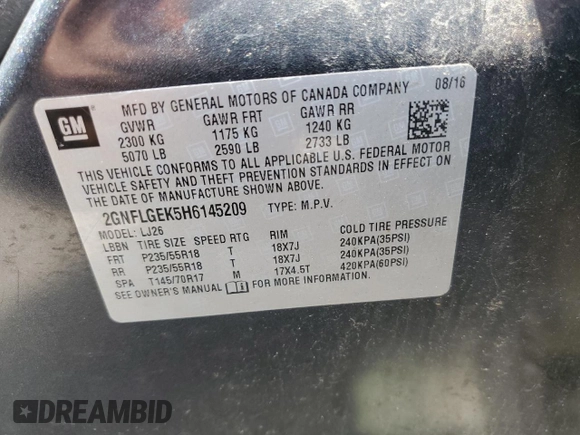 GM
MFD BY GENERAL MOTORS OF CANADA COMPANY 08/16
GVWR GAWR FRT GAWR RR
2300 KG 1175 KG 1240 KG
5070 LB 2590 LB 2733 LB
THIS VEHICLE CONFORMS TO ALL APPLICABLE U.S. FEDERAL MOTOR
VEHICLE SAFETY AND THEFT PREVENTION STANDARDS IN EFFECT ON
THE DATE OF MANUFACTURE SHOWN ABOVE.
2GNFLGEK5H6145209 TYPE: M.P.V.
MODEL: LJ26
LBBN TIRE SIZE SPEED RTG RIM COLD TIRE PRESSURE
FRT P235/55R18 T 18X7J 240KPA(35PSI)
RR P235/55R18 T 18X7J 240KPA(35PSI)
SPA T145/70R17 M 17X4.5T 420KPA(60PSI)
SEE OWNER'S MANUAL FOR MORE INFORMATION.
DREAMBID